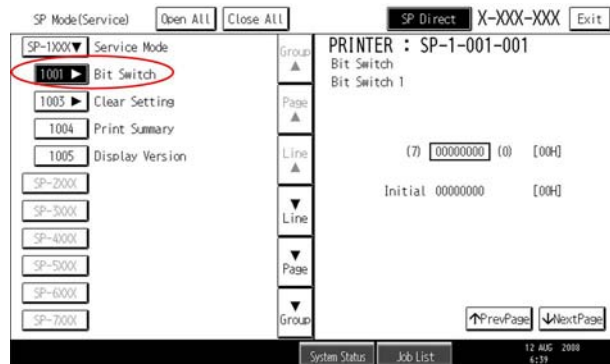 SP Mode(Service) Open All Close All SP Direct X-XXX-XXX Exit
SP-1XXX▼ Service Mode
1001 ▶ Bit Switch
1003 ▶ Clear Setting
1004 Print Summary
1005 Display Version
SP-2XXX
SP-3XXX
SP-4XXX
SP-5XXX
SP-6XXX
SP-7XXX
Group
▲
Page
▲
Line
▲
▼
Line
▼
Page
▼
Group
PRINTER : SP-1-001-001
Bit Switch
Bit Switch 1
(7) 00000000 (0) [00H]
Initial 00000000 [00H]
↑PrevPage ↓NextPage
System Status Job List 12 AUG 2008
6:39